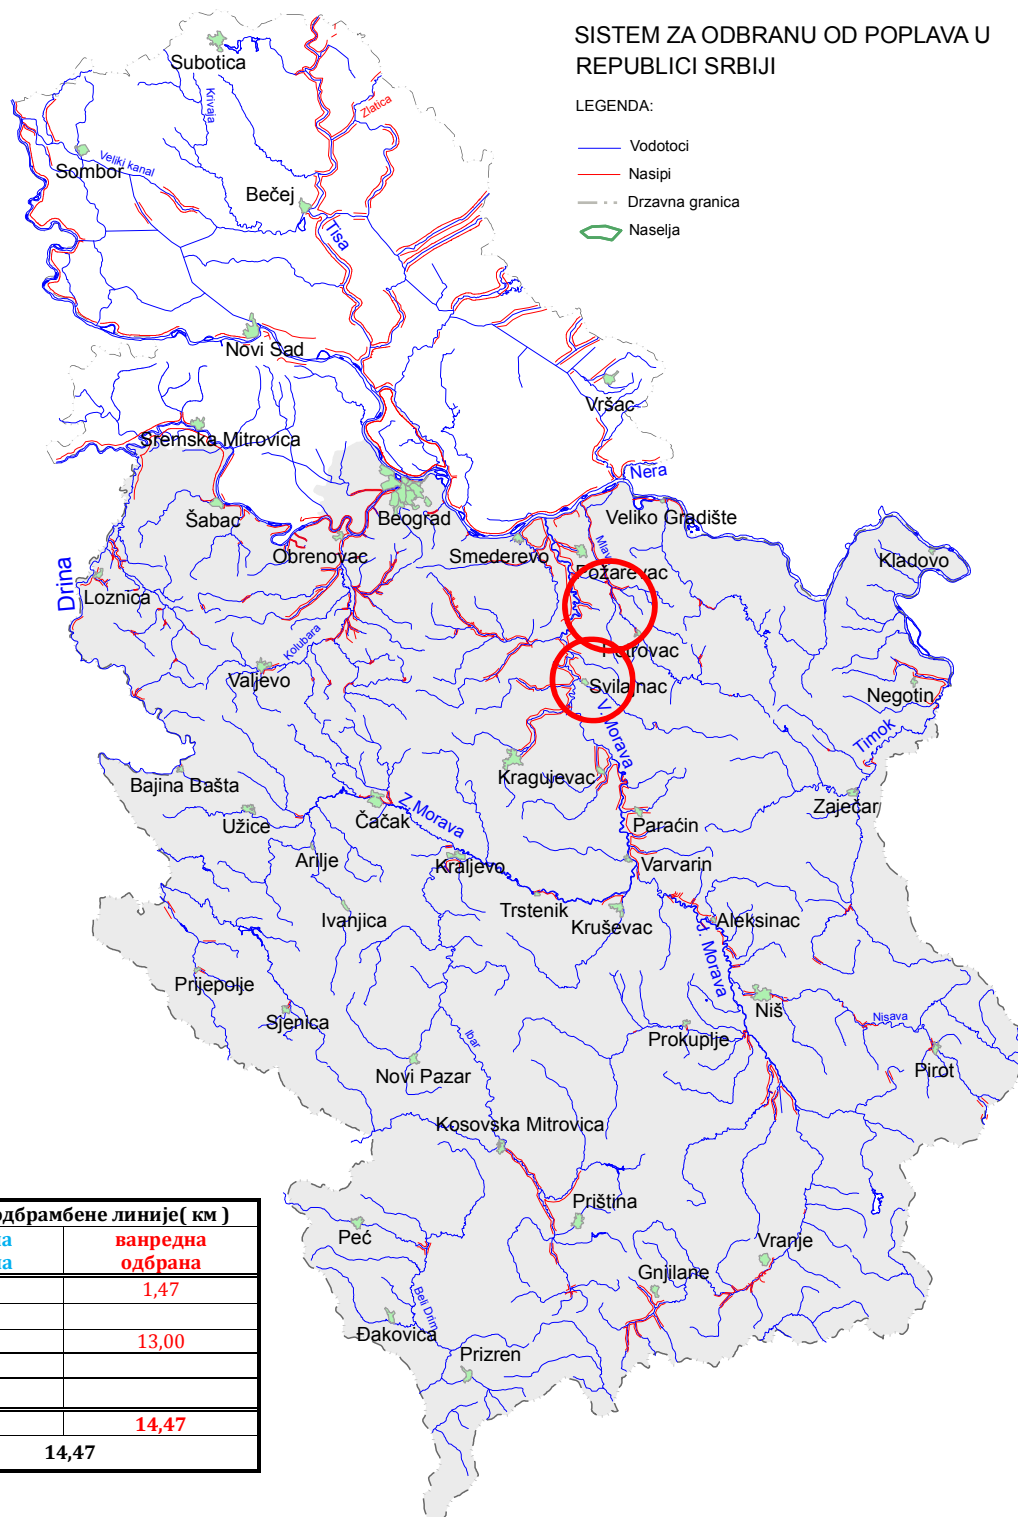 SISTEM ZA ODBRANU OD POPLAVA U
REPUBLICI SRBIJI
LEGENDA:
Vodotoci
Nasipi
Drzavna granica
Naselja
Subotica
Krivaja
Zlatica
Sombor
Veliki kanal
Bečej
Tisa
Novi Sad
Vršac
Sremska Mitrovica
Nera
Šabac
Beograd
Veliko Gradište
Obrenovac
Smederevo
Kladovo
Drina
Požarevac
Loznica
Kolubara
Petrovac
Valjevo
Svilajnac
Negotin
V. Morava
Timok
Kragujevac
Bajina Bašta
Zaječar
Užice
Čačak
Z.Morava
Paraćin
Arilje
Kraljevo
Varvarin
Ivanjica
Trstenik
Kruševac
Aleksinac
J. Morava
Prijepolje
Sjenica
Niš
Nisava
Ibar
Prokuplje
Novi Pazar
Pirot
Kosovska Mitrovica
Priština
Peć
Vranje
Gnjilane
Beli Drim
Đakovica
Prizren
одбрамбене линије( км )
ванредна
одбрана
1,47
13,00
14,47
14,47